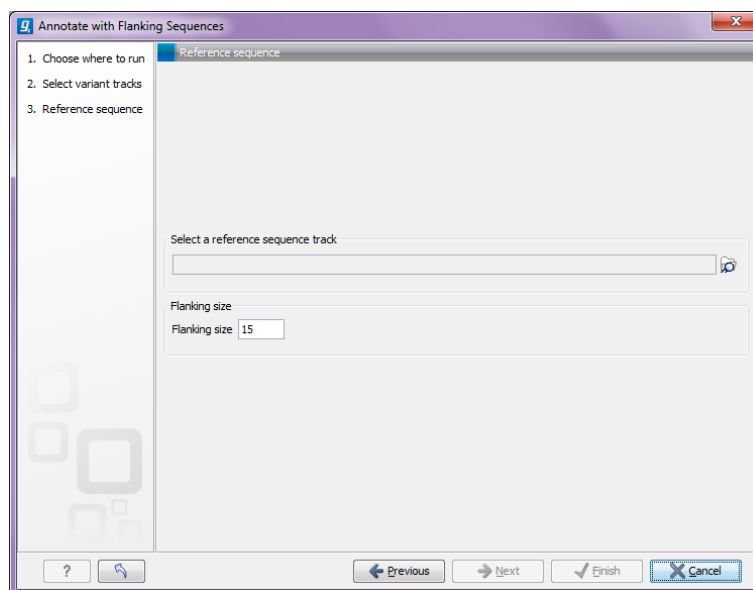 Annotate with Flanking Sequences
1. Choose where to run
2. Select variant tracks
3. Reference sequence
Reference sequence
Select a reference sequence track
Flanking size
Flanking size 15
? Previous Next Finish Cancel